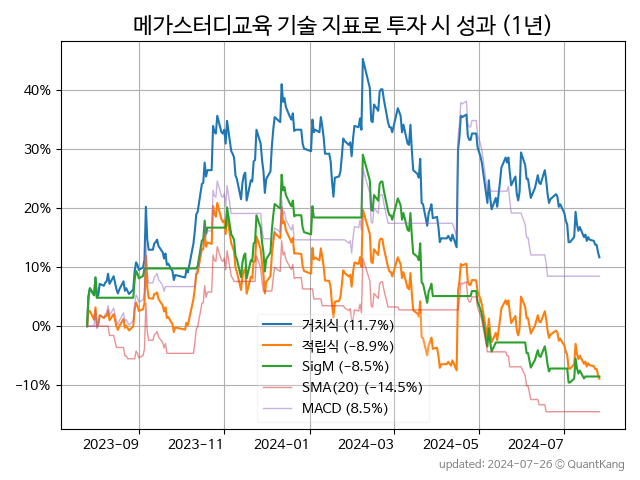 메가스터디교육 기술 지표로 투자 시 성과 (1년)
40%
30%
20%
10%
0%
−10%
거치식 (11.7%)
적립식 (−8.9%)
SigM (−8.5%)
SMA(20) (−14.5%)
MACD (8.5%)
2023-09 2023-11 2024-01 2024-03 2024-05 2024-07
updated: 2024-07-26 © QuantKang